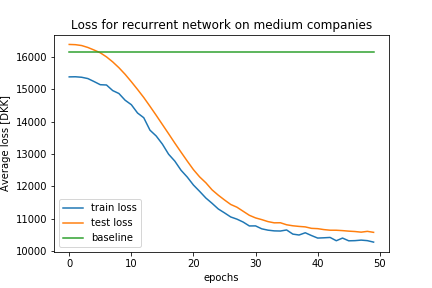 Loss for recurrent network on medium companies
Average loss [DKK]
16000
15000
14000
13000
12000
11000
10000
train loss
test loss
baseline
0 10 20 30 40 50
epochs